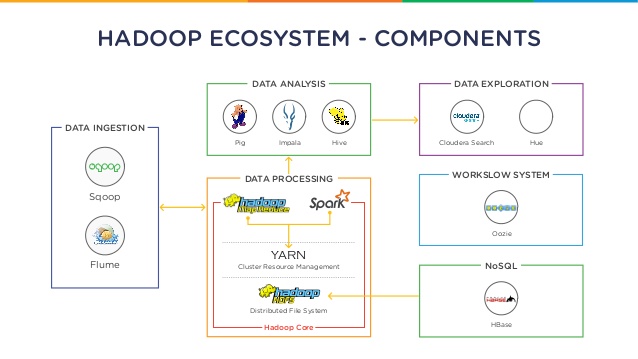 HADOOP ECOSYSTEM - COMPONENTS
DATA INGESTION
sqoop
Sqoop
Flume
DATA ANALYSIS
Pig
Impala
Hive
DATA EXPLORATION
cloudera
Cloudera Search
Hue
DATA PROCESSING
hadoop
Map Reduce
Spark
YARN
Cluster Resource Management
hadoop
HDFS
Distributed File System
Hadoop Core
WORKSLOW SYSTEM
Oozie
NoSQL
HBase